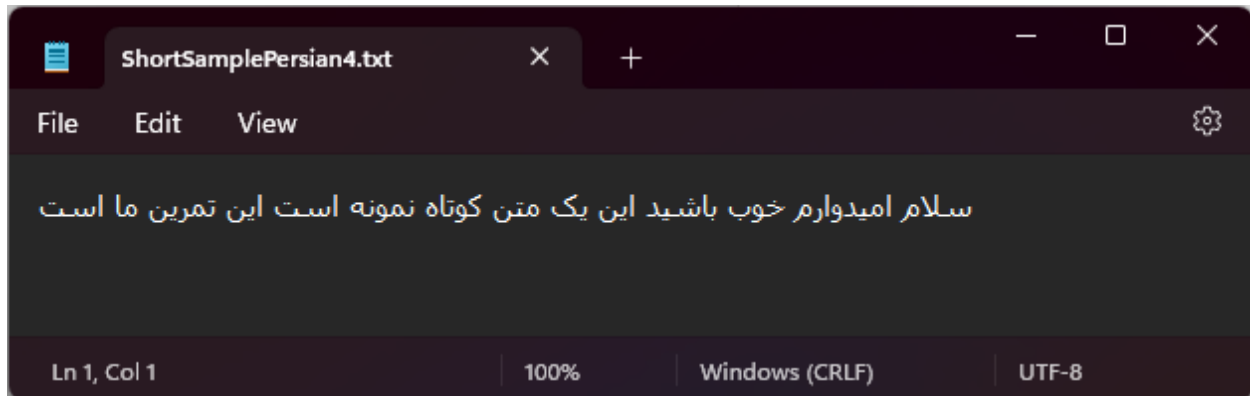 ShortSamplePersian4.txt
File Edit View
سلام امیدوارم خوب باشید این یک متن کوتاه نمونه است این تمرین ما است
Ln 1, Col 1 100% Windows (CRLF) UTF-8